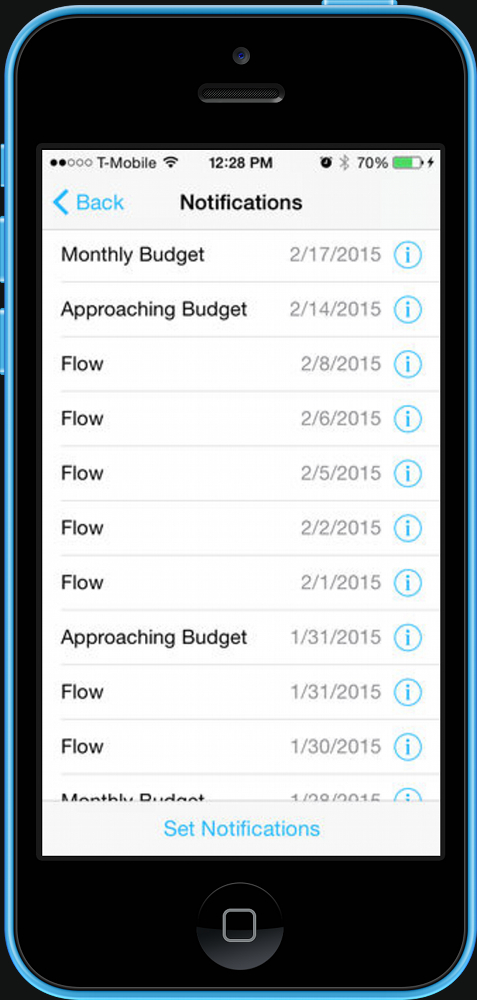 T-Mobile 12:28 PM 70%
Back Notifications
Monthly Budget 2/17/2015
Approaching Budget 2/14/2015
Flow 2/8/2015
Flow 2/6/2015
Flow 2/5/2015
Flow 2/2/2015
Flow 2/1/2015
Approaching Budget 1/31/2015
Flow 1/31/2015
Flow 1/30/2015
Monthly Budget 1/28/2015
Set Notifications